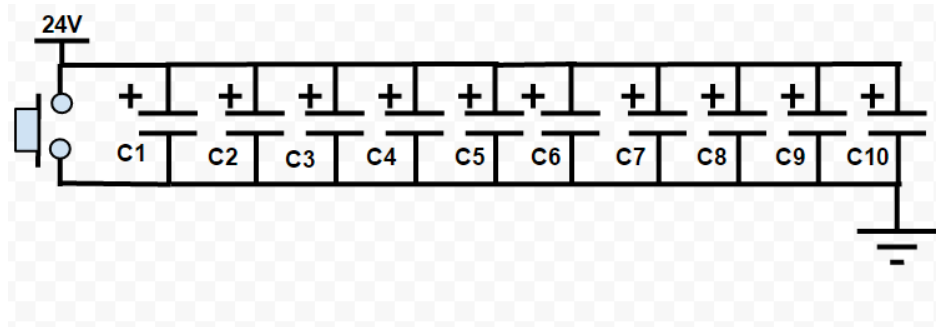 24V
+ + + + + + + + + +
C1 C2 C3 C4 C5 C6 C7 C8 C9 C10